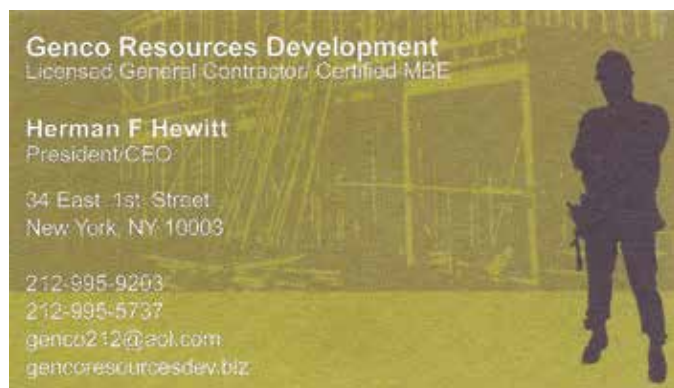 Genco Resources Development
Licensed General Contractor/ Certified MBE
Herman F Hewitt
President/CEO
34 East 1st Street
New York, NY 10003
212-995-9203
212-995-5737
genco212@aol.com
gencoresourcesdev.biz